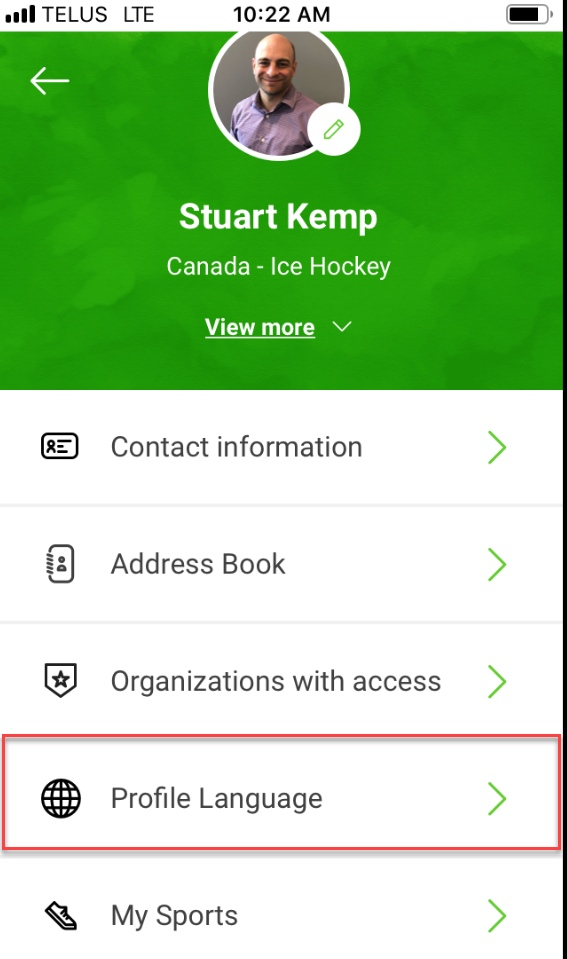 TELUS LTE 10:22 AM
Stuart Kemp
Canada - Ice Hockey
View more
Contact information
Address Book
Organizations with access
Profile Language
My Sports